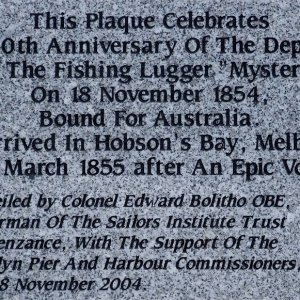 This Plaque Celebrates
0th Anniversary Of The Dep
The Fishing Lugger "Myster
On 18 November 1854,
Bound For Australia.
rrived In Hobson's Bay, Melb
March 1855 after An Epic Vo
eiled by Colonel Edward Bolitho OBE,
rman Of The Sailors Institute Trust
enzance, With The Support Of The
lyn Pier And Harbour Commissioners,
8 November 2004.